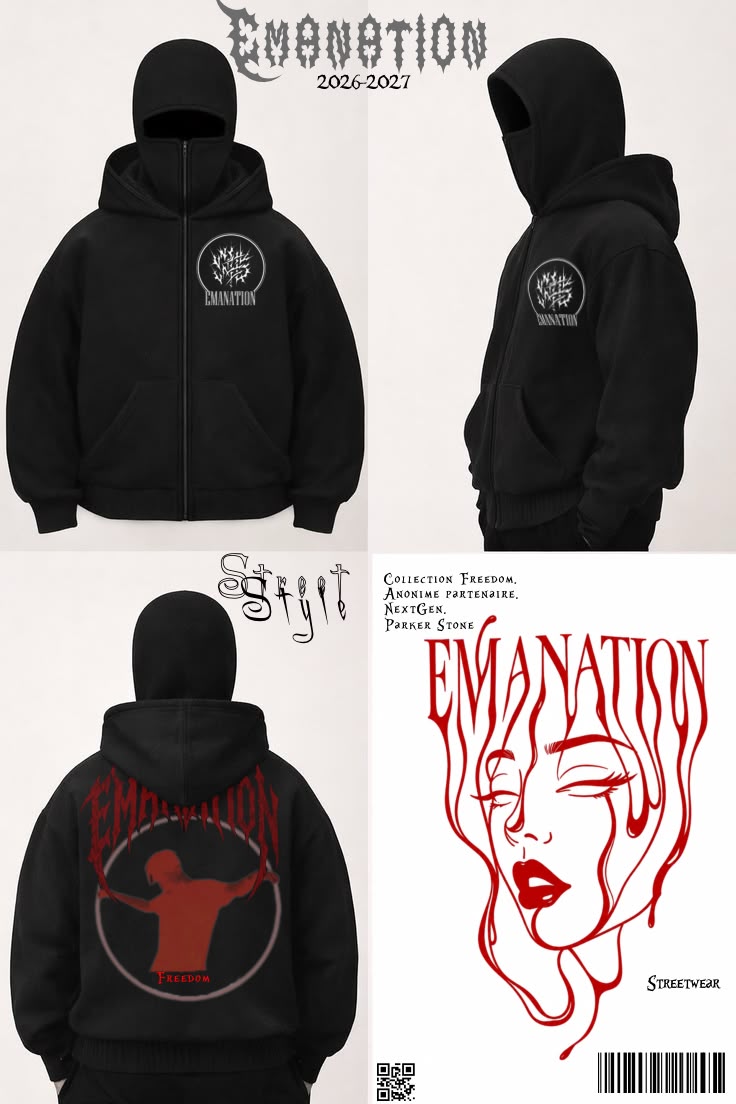 EMANATION
2026-2027
EMANATION
EMANATION
Street
Style
EMANATION
Freedom
Collection Freedom.
Anonime partenaire.
NextGen.
Parker Stone
EMANATION
Streetwear